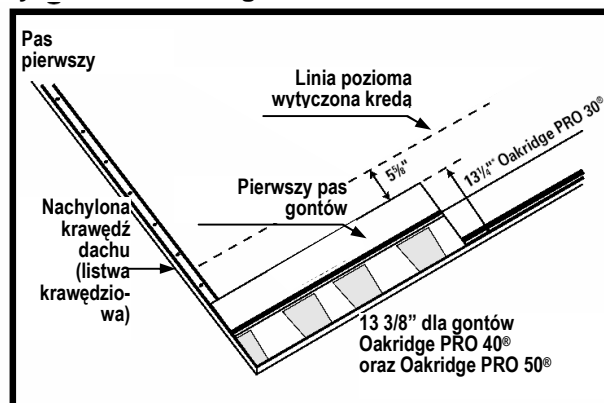 Pas
pierwszy
Linia pozioma
wytyczona kredą
5⅝"
13¼" Oakridge PRO 30®
Pierwszy pas
gontów
Nachylona
krawędź
dachu
(listwa
krawędzio-
wa)
13 3/8” dla gontów
Oakridge PRO 40®
oraz Oakridge PRO 50®